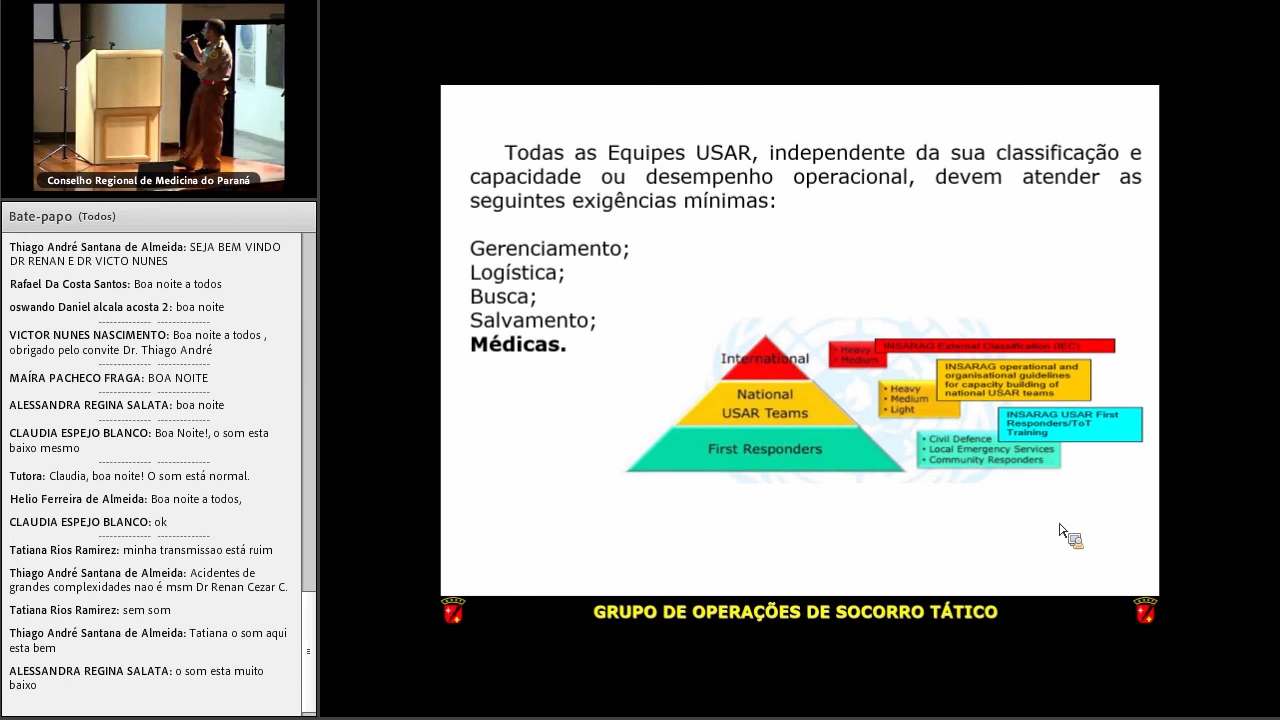 Conselho Regional de Medicina do Paraná
Bate-papo (Todos)
Thiago André Santana de Almeida: SEJA BEM VINDO
DR RENAN E DR VICTO NUNES
Rafael Da Costa Santos: Boa noite a todos
oswando Daniel alcala acosta 2: boa noite
------------- -------------
VICTOR NUNES NASCIMENTO: Boa noite a todos ,
obrigado pelo convite Dr. Thiago André
------------- -------------
MAÍRA PACHECO FRAGA: BOA NOITE
------------- -------------
ALESSANDRA REGINA SALATA: boa noite
------------- -------------
CLAUDIA ESPEJO BLANCO: Boa Noite!, o som esta
baixo mesmo
------------- -------------
Tutora: Claudia, boa noite! O som está normal.
Helio Ferreira de Almeida: Boa noite a todos,
CLAUDIA ESPEJO BLANCO: ok
------------- -------------
Tatiana Rios Ramirez: minha transmissao está ruim
Thiago André Santana de Almeida: Acidentes de
grandes complexidades nao é msm Dr Renan Cezar C.
Tatiana Rios Ramirez: sem som
Thiago André Santana de Almeida: Tatiana o som aqui
esta bem
ALESSANDRA REGINA SALATA: o som esta muito
baixo
Todas as Equipes USAR, independente da sua classificação e
capacidade ou desempenho operacional, devem atender as
seguintes exigências mínimas:
Gerenciamento;
Logística;
Busca;
Salvamento;
Médicas.
International
• Heavy
• Medium
INSARAG External Classification (IEC)
National
USAR Teams
• Heavy
• Medium
• Light
INSARAG operational and
organisational guidelines
for capacity building of
national USAR teams
First Responders
• Civil Defence
• Local Emergency Services
• Community Responders
INSARAG USAR First
Responders/ToT
Training
GRUPO DE OPERAÇÕES DE SOCORRO TÁTICO